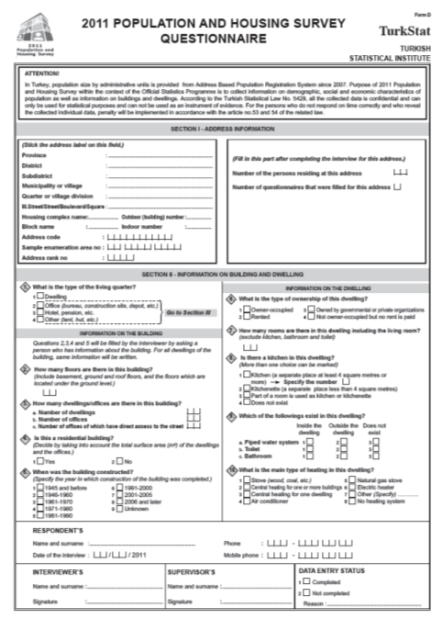 Form D
2011 POPULATION AND HOUSING SURVEY
QUESTIONNAIRE
TurkStat
TURKISH
STATISTICAL INSTITUTE
2011
Population and
Housing Survey
ATTENTION!
In Turkey, population size by administrative units is provided from Address Based Population Registration System since 2007. Purpose of 2011 Population
and Housing Survey within the context of the Official Statistics Programme is to collect information on demographic, social and economic characteristics of
population as well as information on buildings and dwellings. According to the Turkish Statistical Law No. 5429, all the collected data is confidential and can
only be used for statistical purposes and can not be used as an instrument of evidence. For the persons who do not respond on time correctly and who reveal
the collected individual data, penalty will be implemented in accordance with the article no.53 and 54 of the related law.
SECTION I - ADDRESS INFORMATION
(Stick the address label on this field.)
Province :
District :
Subdistrict :
Municipality or village :
Quarter or village division :
M.Street/Street/Boulevard/Square :
Housing complex name: Outdoor (building) number :
Block name : Indoor number :
Address code :
Sample enumeration area no :
Address rank no :
(Fill in this part after completing the interview for this address.)
Number of the persons residing at this address
Number of questionnaires that were filled for this address
SECTION II - INFORMATION ON BUILDING AND DWELLING
1. What is the type of the living quarter?
1 Dwelling
2 Office (bureau, construction site, depot, etc.)
3 Hotel, pension, etc.
4 Other (tent, hut, etc.)
Go to Section III
INFORMATION ON THE BUILDING
Questions 2,3,4 and 5 will be filled by the interviewer by asking a
person who has information about the building. For all dwellings of the
building, same information will be written.
2. How many floors are there in this building?
(Include basement, ground and roof floors, and the floors which are
located under the ground level.)
3. How many dwellings/offices are there in this building?
a. Number of dwellings
b. Number of offices
c. Number of offices of which have direct access to the street
4. Is this a residential building?
(Decide by taking into account the total surface area (m²) of the dwellings
and the offices.)
1 Yes 2 No
5. When was the building constructed?
(Specify the year in which construction of the building was completed.)
1 1945 and before 6 1991-2000
2 1946-1960 7 2001-2005
3 1961-1970 8 2006 and later
4 1971-1980 9 Unknown
5 1981-1990
INFORMATION ON THE DWELLING
6. What is the type of ownership of this dwelling?
1 Owner-occupied 3 Owned by governmental or private organizations
2 Rented 4 Not owner-occupied but no rent is paid
7. How many rooms are there in this dwelling including the living room?
(exclude kitchen, bathroom and toilet)
8. Is there a kitchen in this dwelling?
(More than one choice can be marked)
1 Kitchen (a separate place at least 4 square metres or
more) → Specify the number
2 Kitchenette (a separate place less than 4 square metres)
3 Part of a room is used as kitchen or kitchenette
4 Does not exist
9. Which of the followings exist in this dwelling?
Inside the dwelling Outside the dwelling Does not exist
a. Piped water system 1 2 3
b. Toilet 1 2 3
c. Bathroom 1 2 3
10. What is the main type of heating in this dwelling?
1 Stove (wood, coal, etc.) 5 Natural gas stove
2 Central heating for one or more buildings 6 Electric heater
3 Central heating for one dwelling 7 Other (Specify)
4 Air conditioner 8 No heating system
RESPONDENT'S
Name and surname : Phone :
Date of the interview : / / 2011 Mobile phone :
INTERVIEWER'S
Name and surname :
Signature :
SUPERVISOR'S
Name and surname :
Signature :
DATA ENTRY STATUS
1 Completed
2 Not completed
Reason :